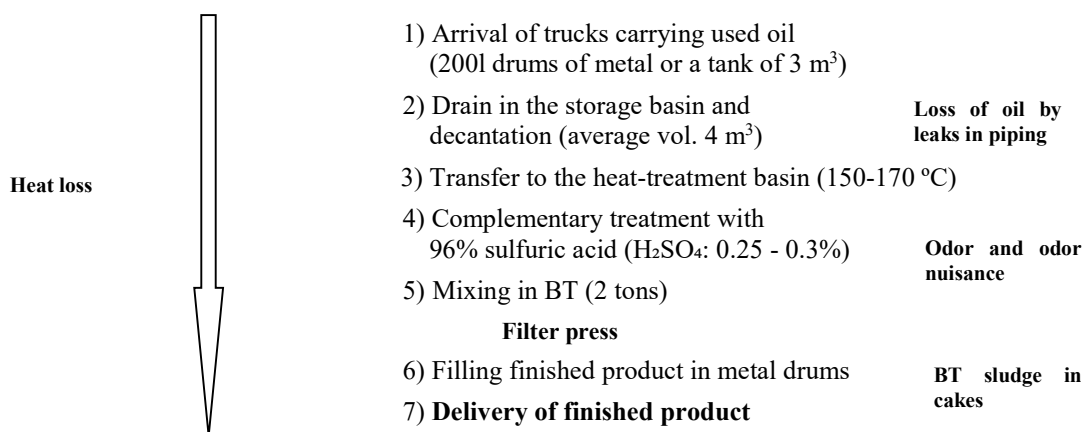 1) Arrival of trucks carrying used oil
(200l drums of metal or a tank of 3 m³)
2) Drain in the storage basin and
decantation (average vol. 4 m³)
Loss of oil by
leaks in piping
Heat loss
3) Transfer to the heat-treatment basin (150-170 ºC)
4) Complementary treatment with
96% sulfuric acid (H₂SO₄: 0.25 - 0.3%)
Odor and odor
nuisance
5) Mixing in BT (2 tons)
Filter press
6) Filling finished product in metal drums
BT sludge in
cakes
7) Delivery of finished product